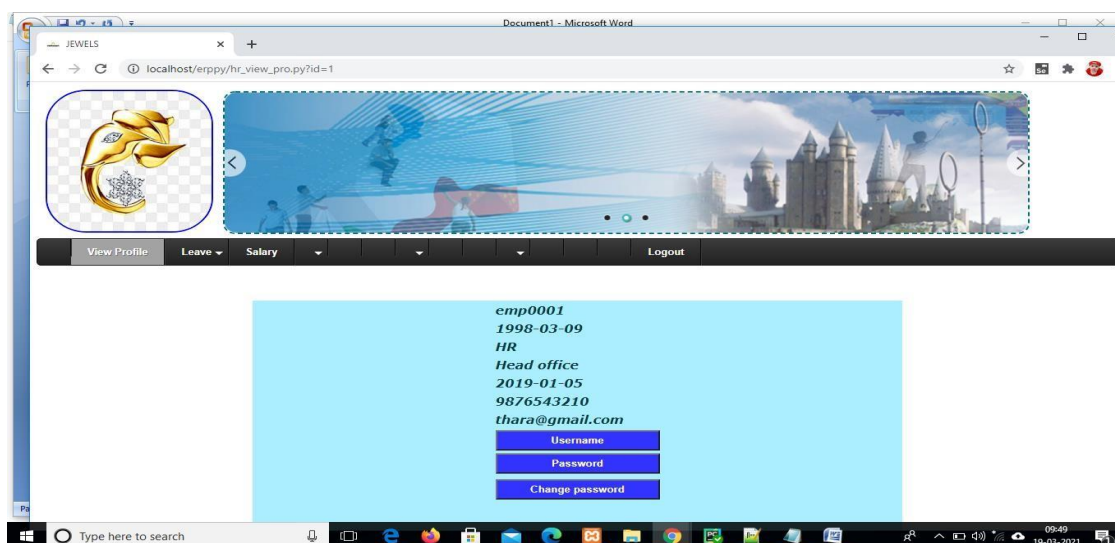 Document1 - Microsoft Word
JEWELS
localhost/erppy/hr_view_pro.py?id=1
View Profile Leave Salary Logout
emp0001
1998-03-09
HR
Head office
2019-01-05
9876543210
thara@gmail.com
Username
Password
Change password
Pa
Type here to search
09:49
19-03-2021